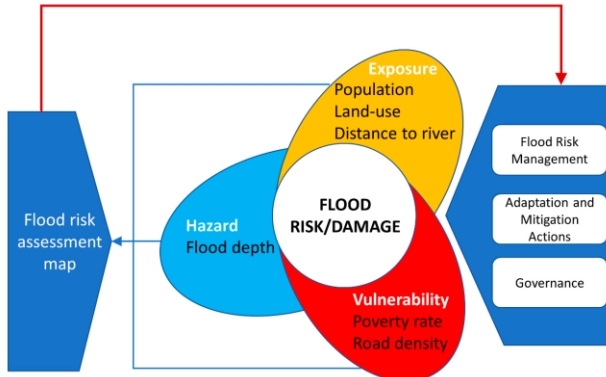 Exposure
Population
Land-use
Distance to river
Flood risk
assessment
map
Hazard
Flood depth
FLOOD
RISK/DAMAGE
Vulnerability
Poverty rate
Road density
Flood Risk
Management
Adaptation and
Mitigation
Actions
Governance